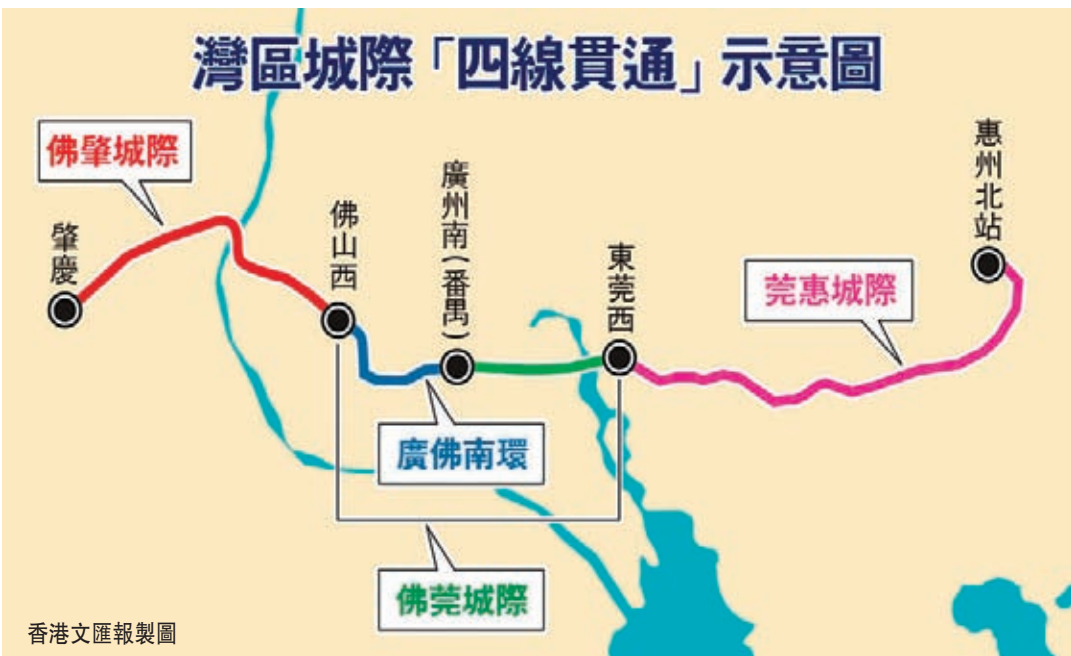 灣區城際「四線貫通」示意圖
佛肇城際
肇慶
佛山西
廣州南(番禺)
東莞西
惠州北站
莞惠城際
廣佛南環
佛莞城際
香港文匯報製圖